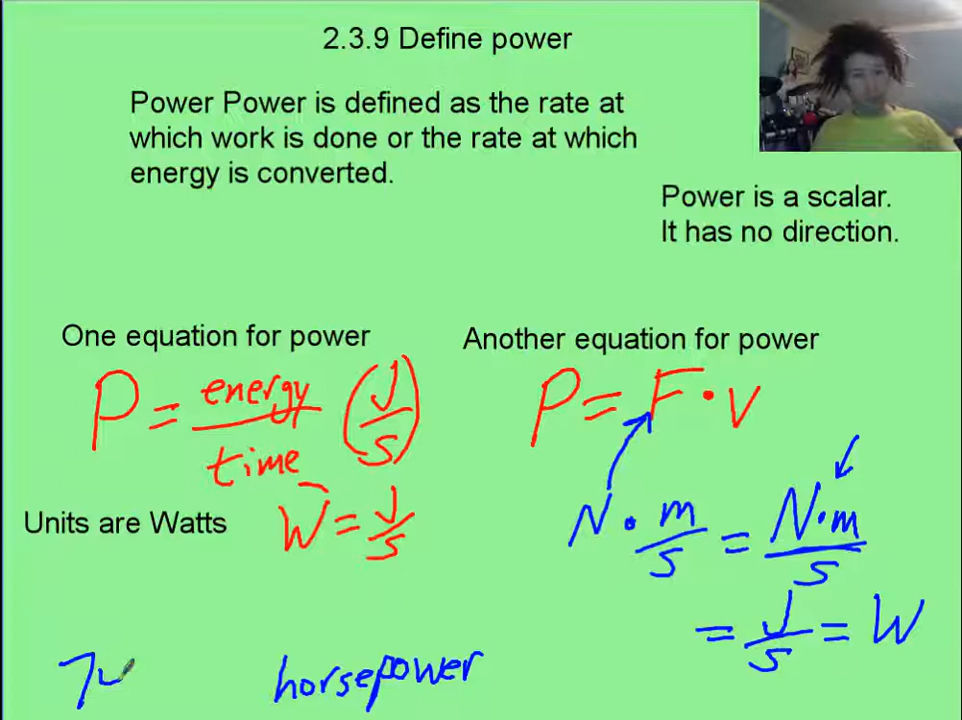 2.3.9 Define power
Power Power is defined as the rate at
which work is done or the rate at which
energy is converted.
Power is a scalar.
It has no direction.
One equation for power
P = energy / time (J/s)
Units are Watts W = J/s
Another equation for power
P = F · v
N · m/s = N·m/s
= J/s = W
74 horsepower